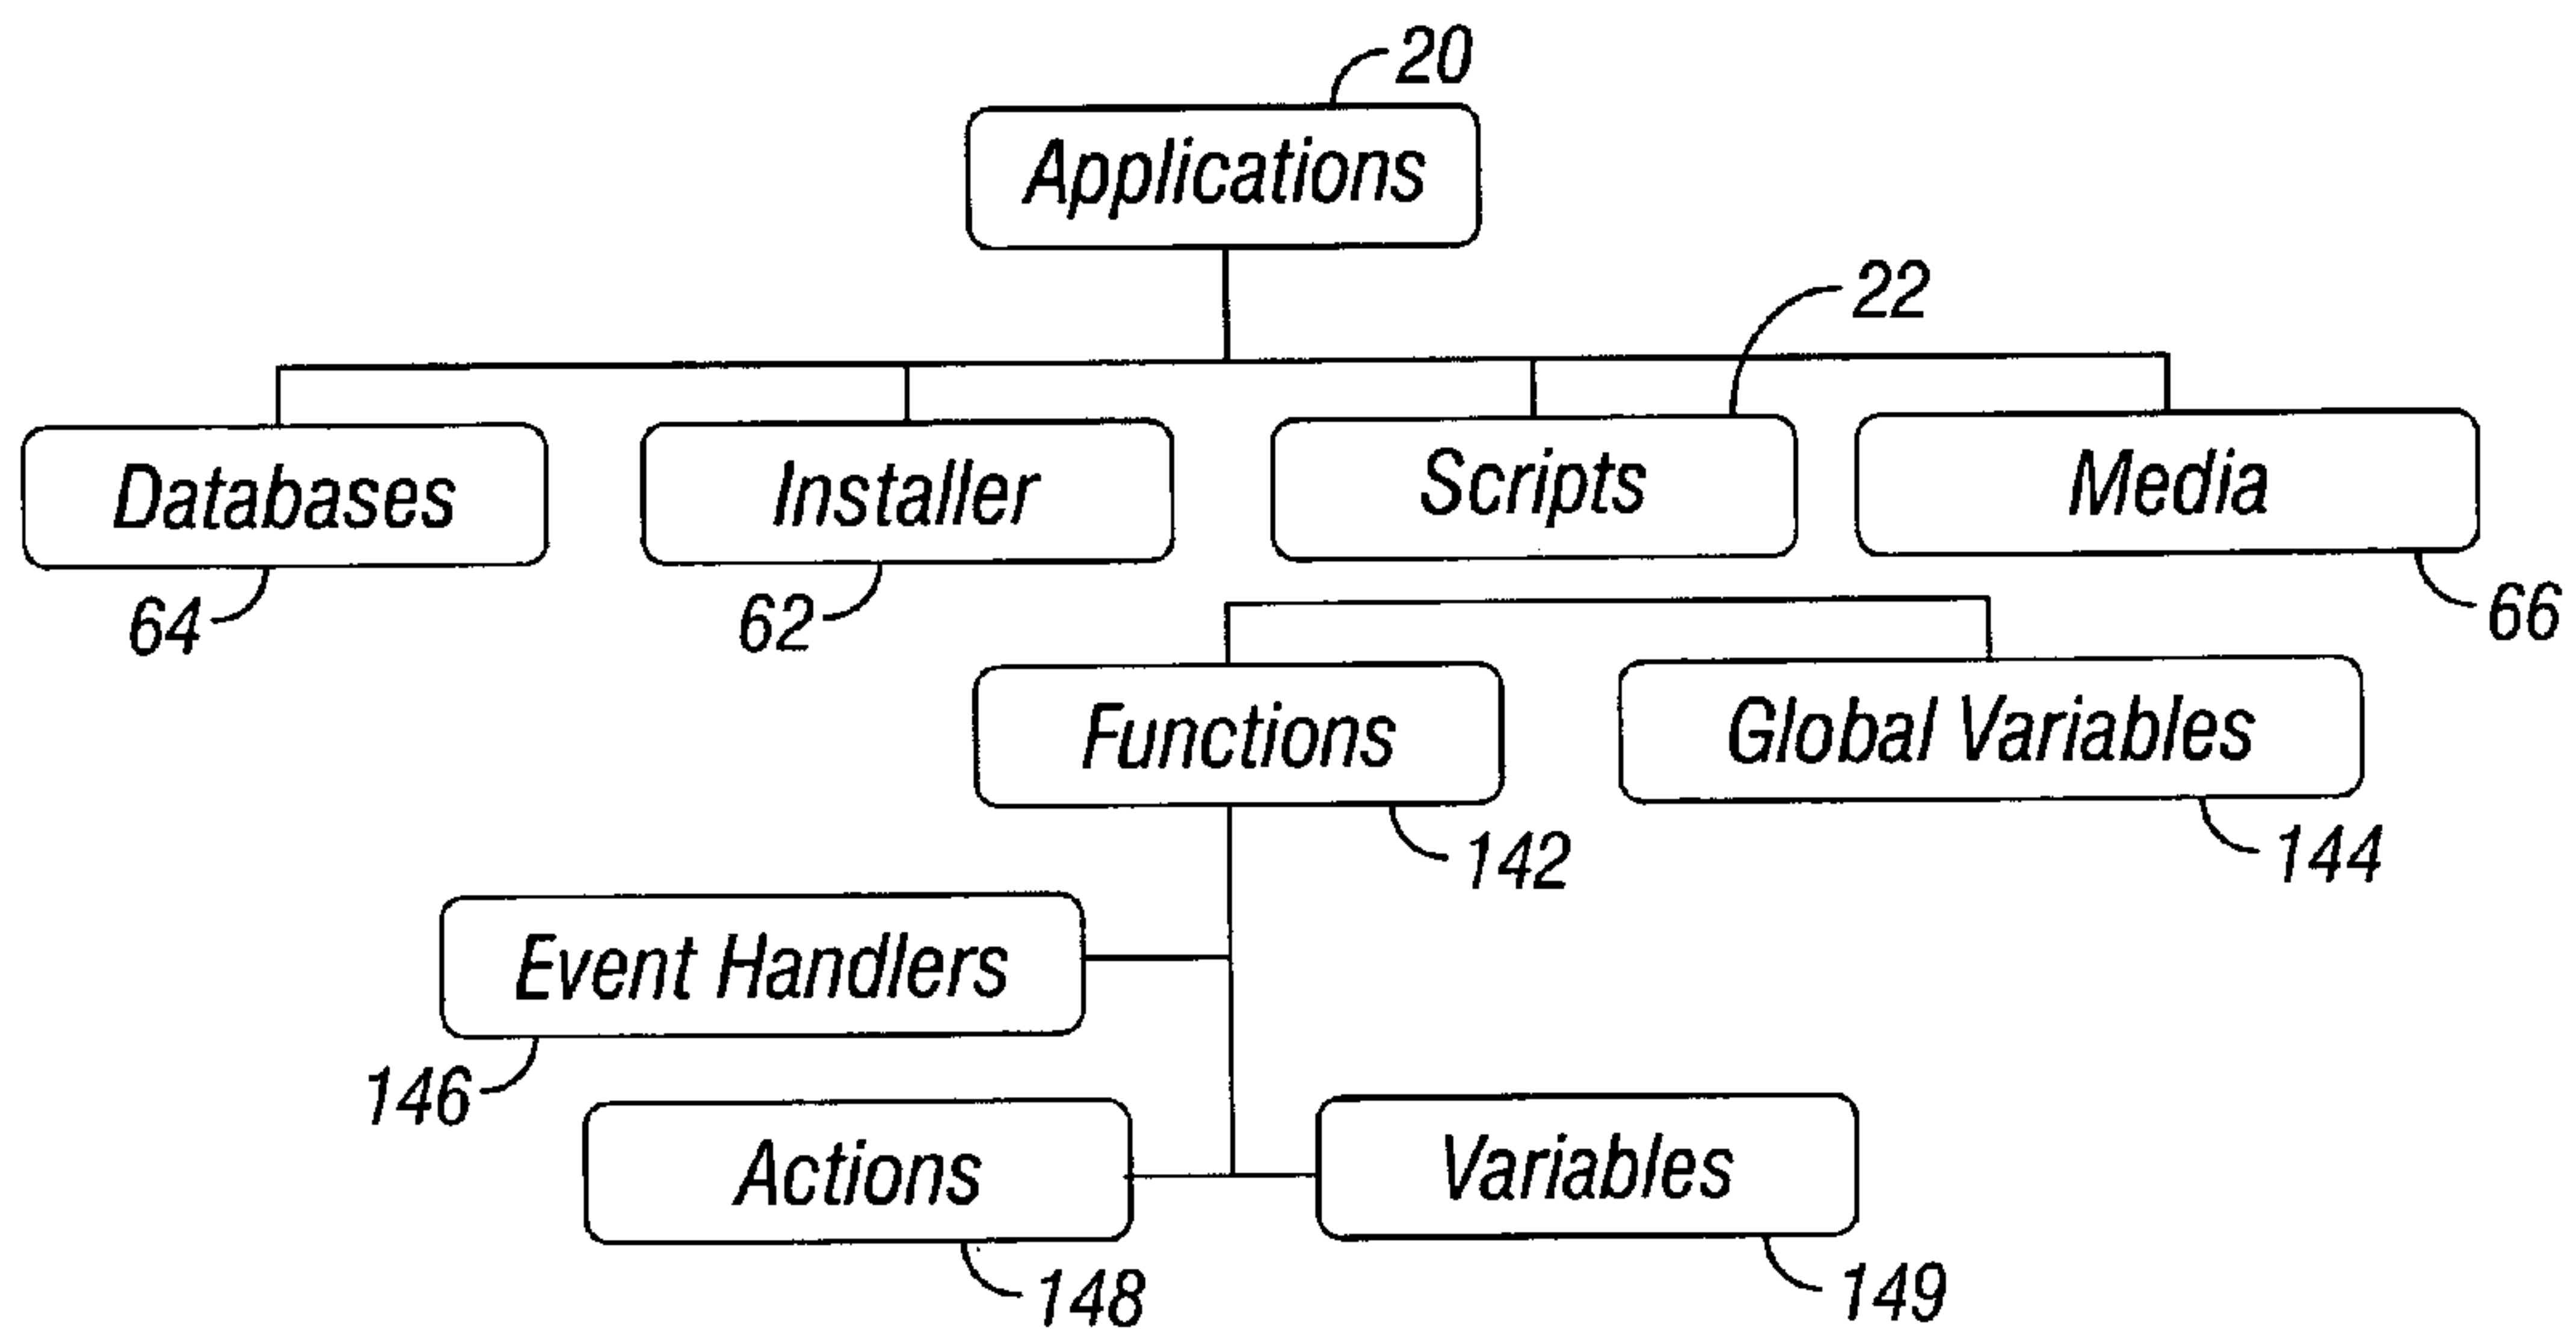 20
Applications
22
Databases
Installer
Scripts
Media
64
62
66
Functions
Global Variables
142
144
Event Handlers
146
Actions
Variables
148
149